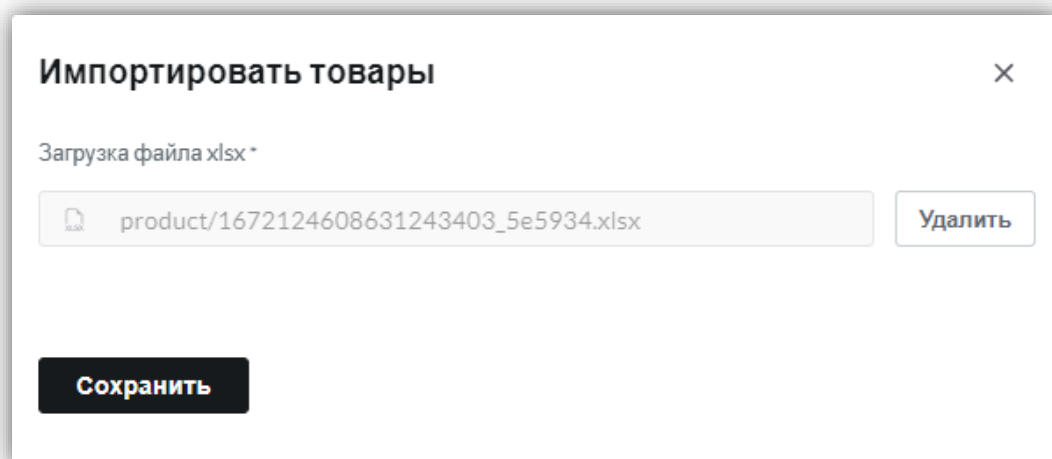 Импортировать товары
Загрузка файла xlsx *
product/1672124608631243403_5e5934.xlsx
Удалить
Сохранить